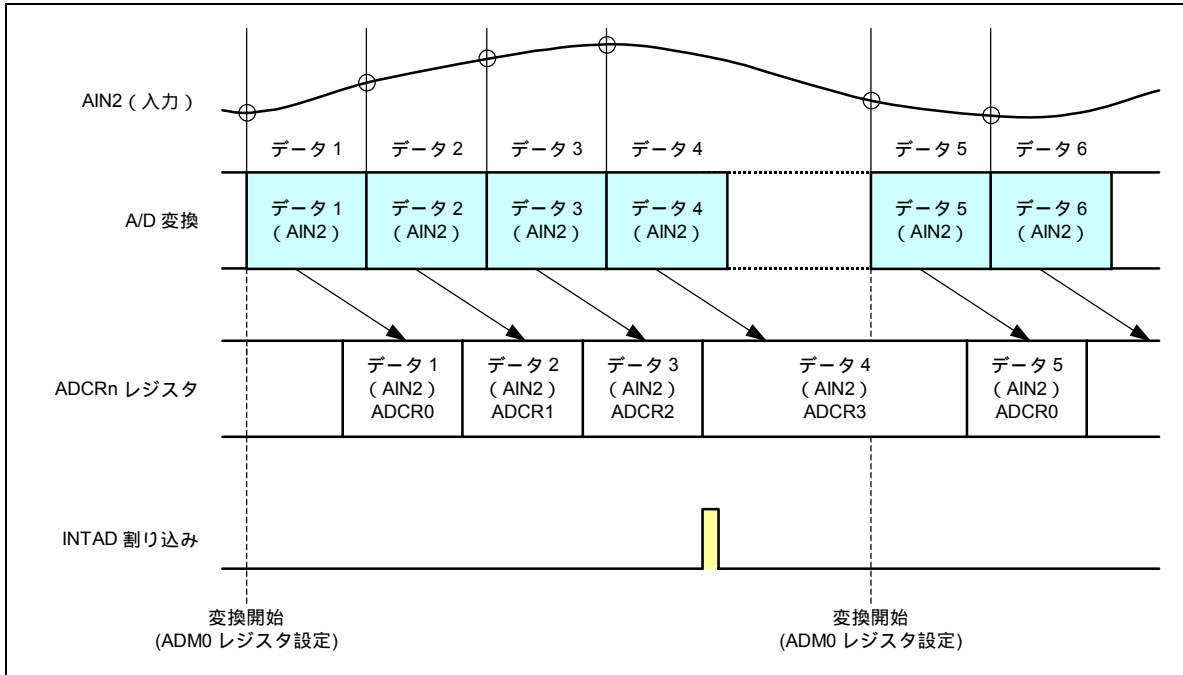 AIN2（入力）
データ 1
データ 2
データ 3
データ 4
データ 5
データ 6
A/D 変換
データ 1
（AIN2）
データ 2
（AIN2）
データ 3
（AIN2）
データ 4
（AIN2）
データ 5
（AIN2）
データ 6
（AIN2）
ADCRn レジスタ
データ 1
（AIN2）
ADCR0
データ 2
（AIN2）
ADCR1
データ 3
（AIN2）
ADCR2
データ 4
（AIN2）
ADCR3
データ 5
（AIN2）
ADCR0
INTAD 割り込み
変換開始
(ADM0 レジスタ設定)
変換開始
(ADM0 レジスタ設定)